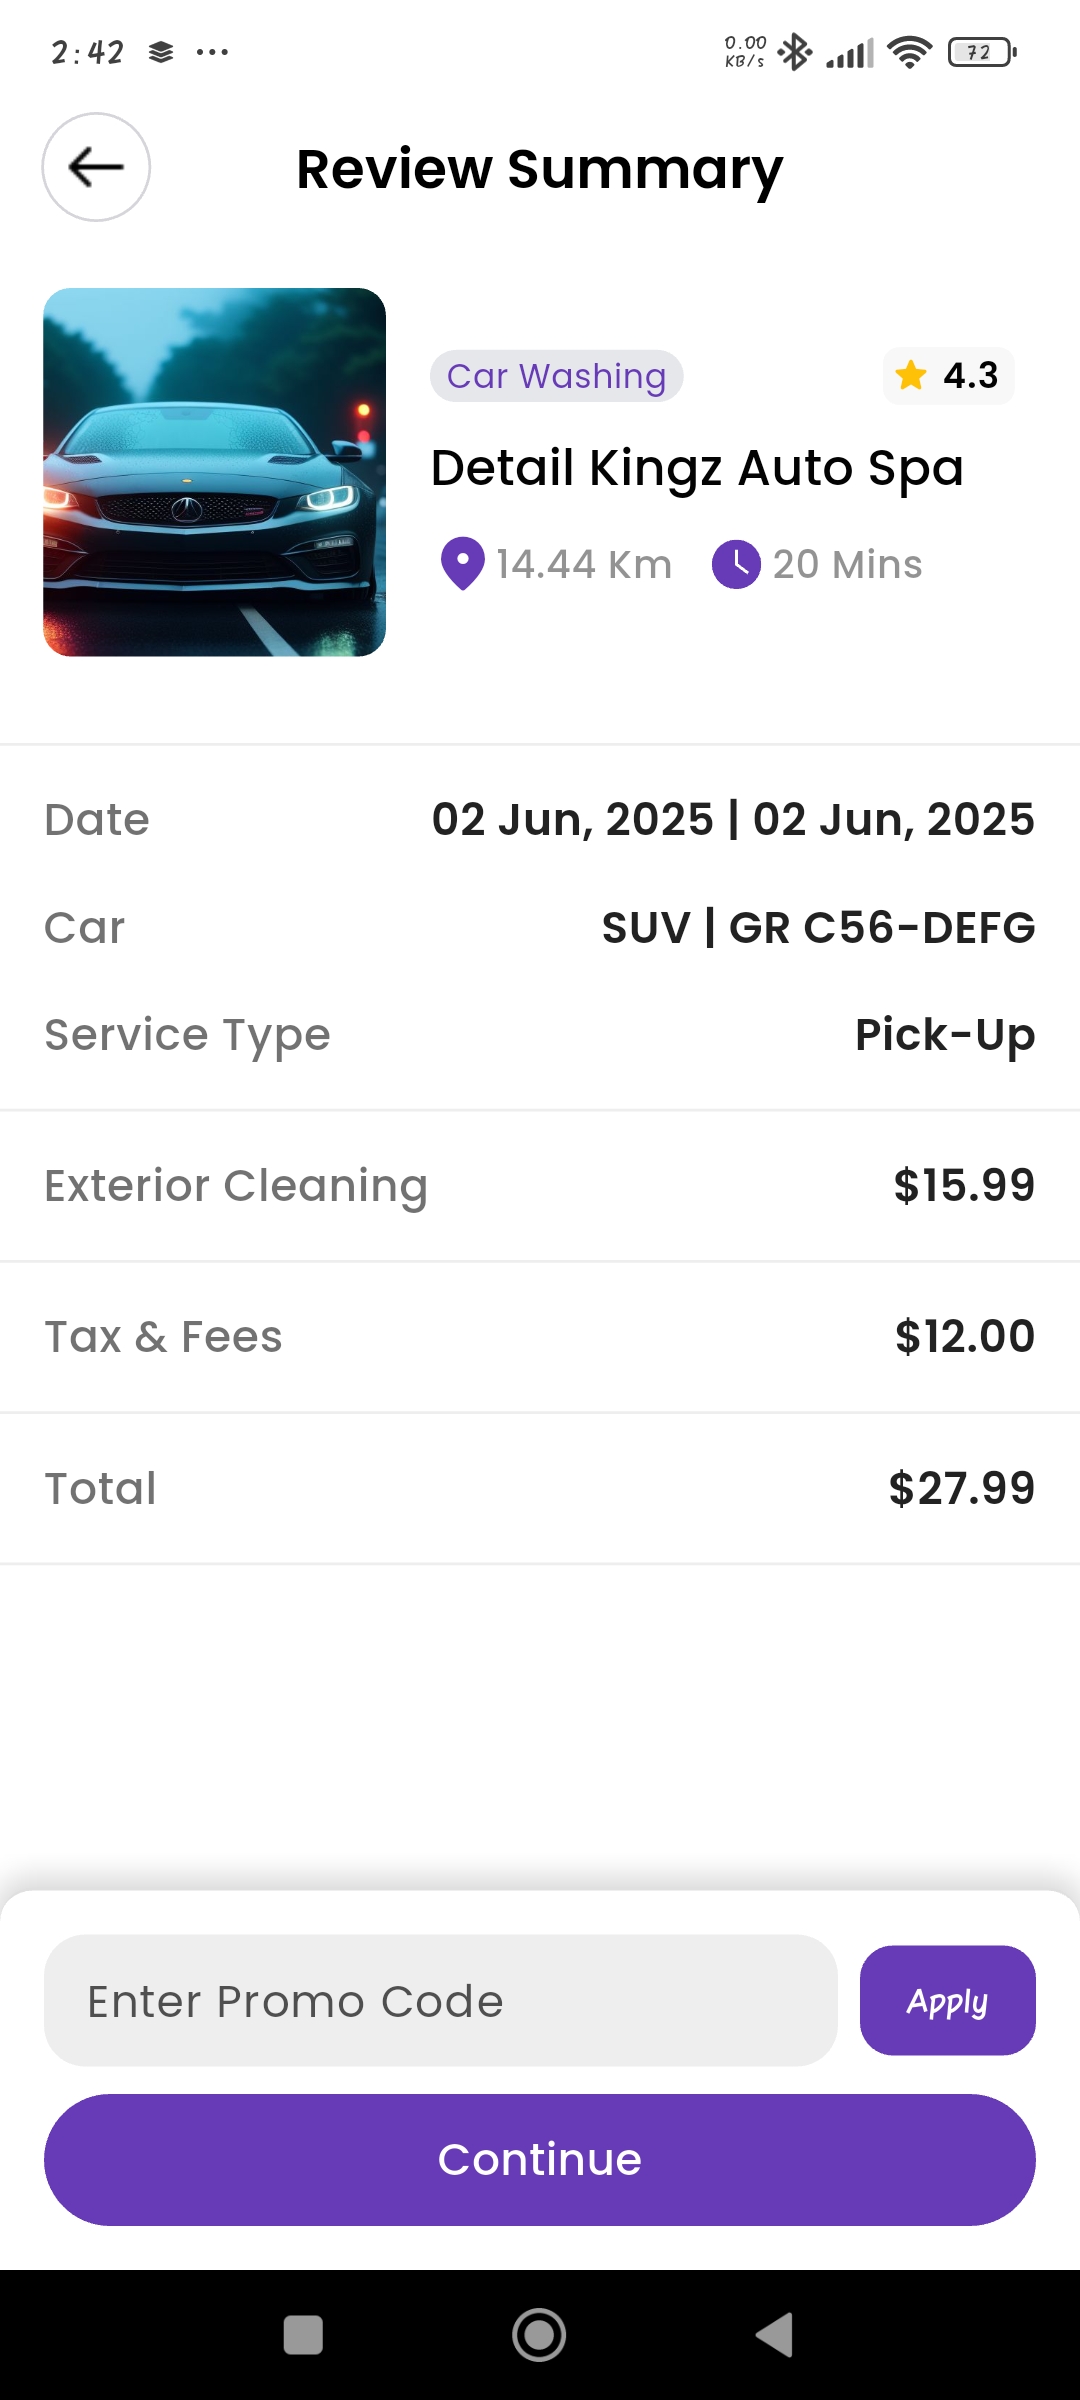 2:42 ... 0.00 KB/s 72
Review Summary
Car Washing 4.3
Detail Kingz Auto Spa
14.44 Km 20 Mins
Date 02 Jun, 2025 | 02 Jun, 2025
Car SUV | GR C56-DEFG
Service Type Pick-Up
Exterior Cleaning $15.99
Tax & Fees $12.00
Total $27.99
Enter Promo Code Apply
Continue